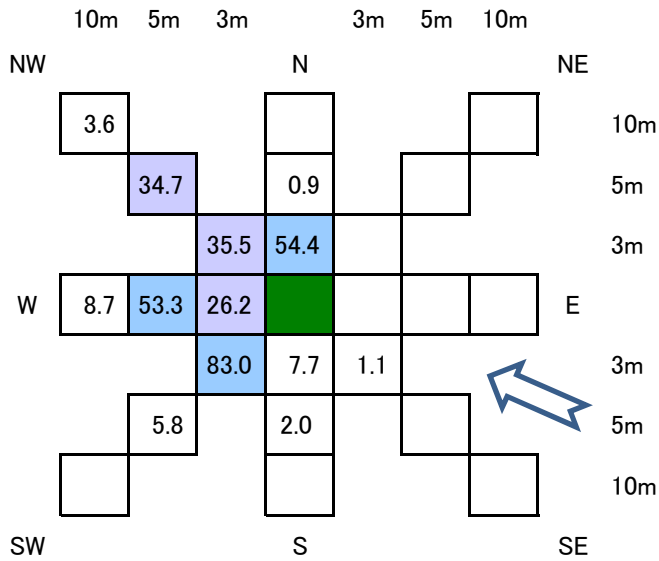 10m 5m 3m 3m 5m 10m
NW N NE
3.6 10m
34.7 0.9 5m
35.5 54.4 3m
W 8.7 53.3 26.2 E
83.0 7.7 1.1 3m
5.8 2.0 5m
10m
SW S SE